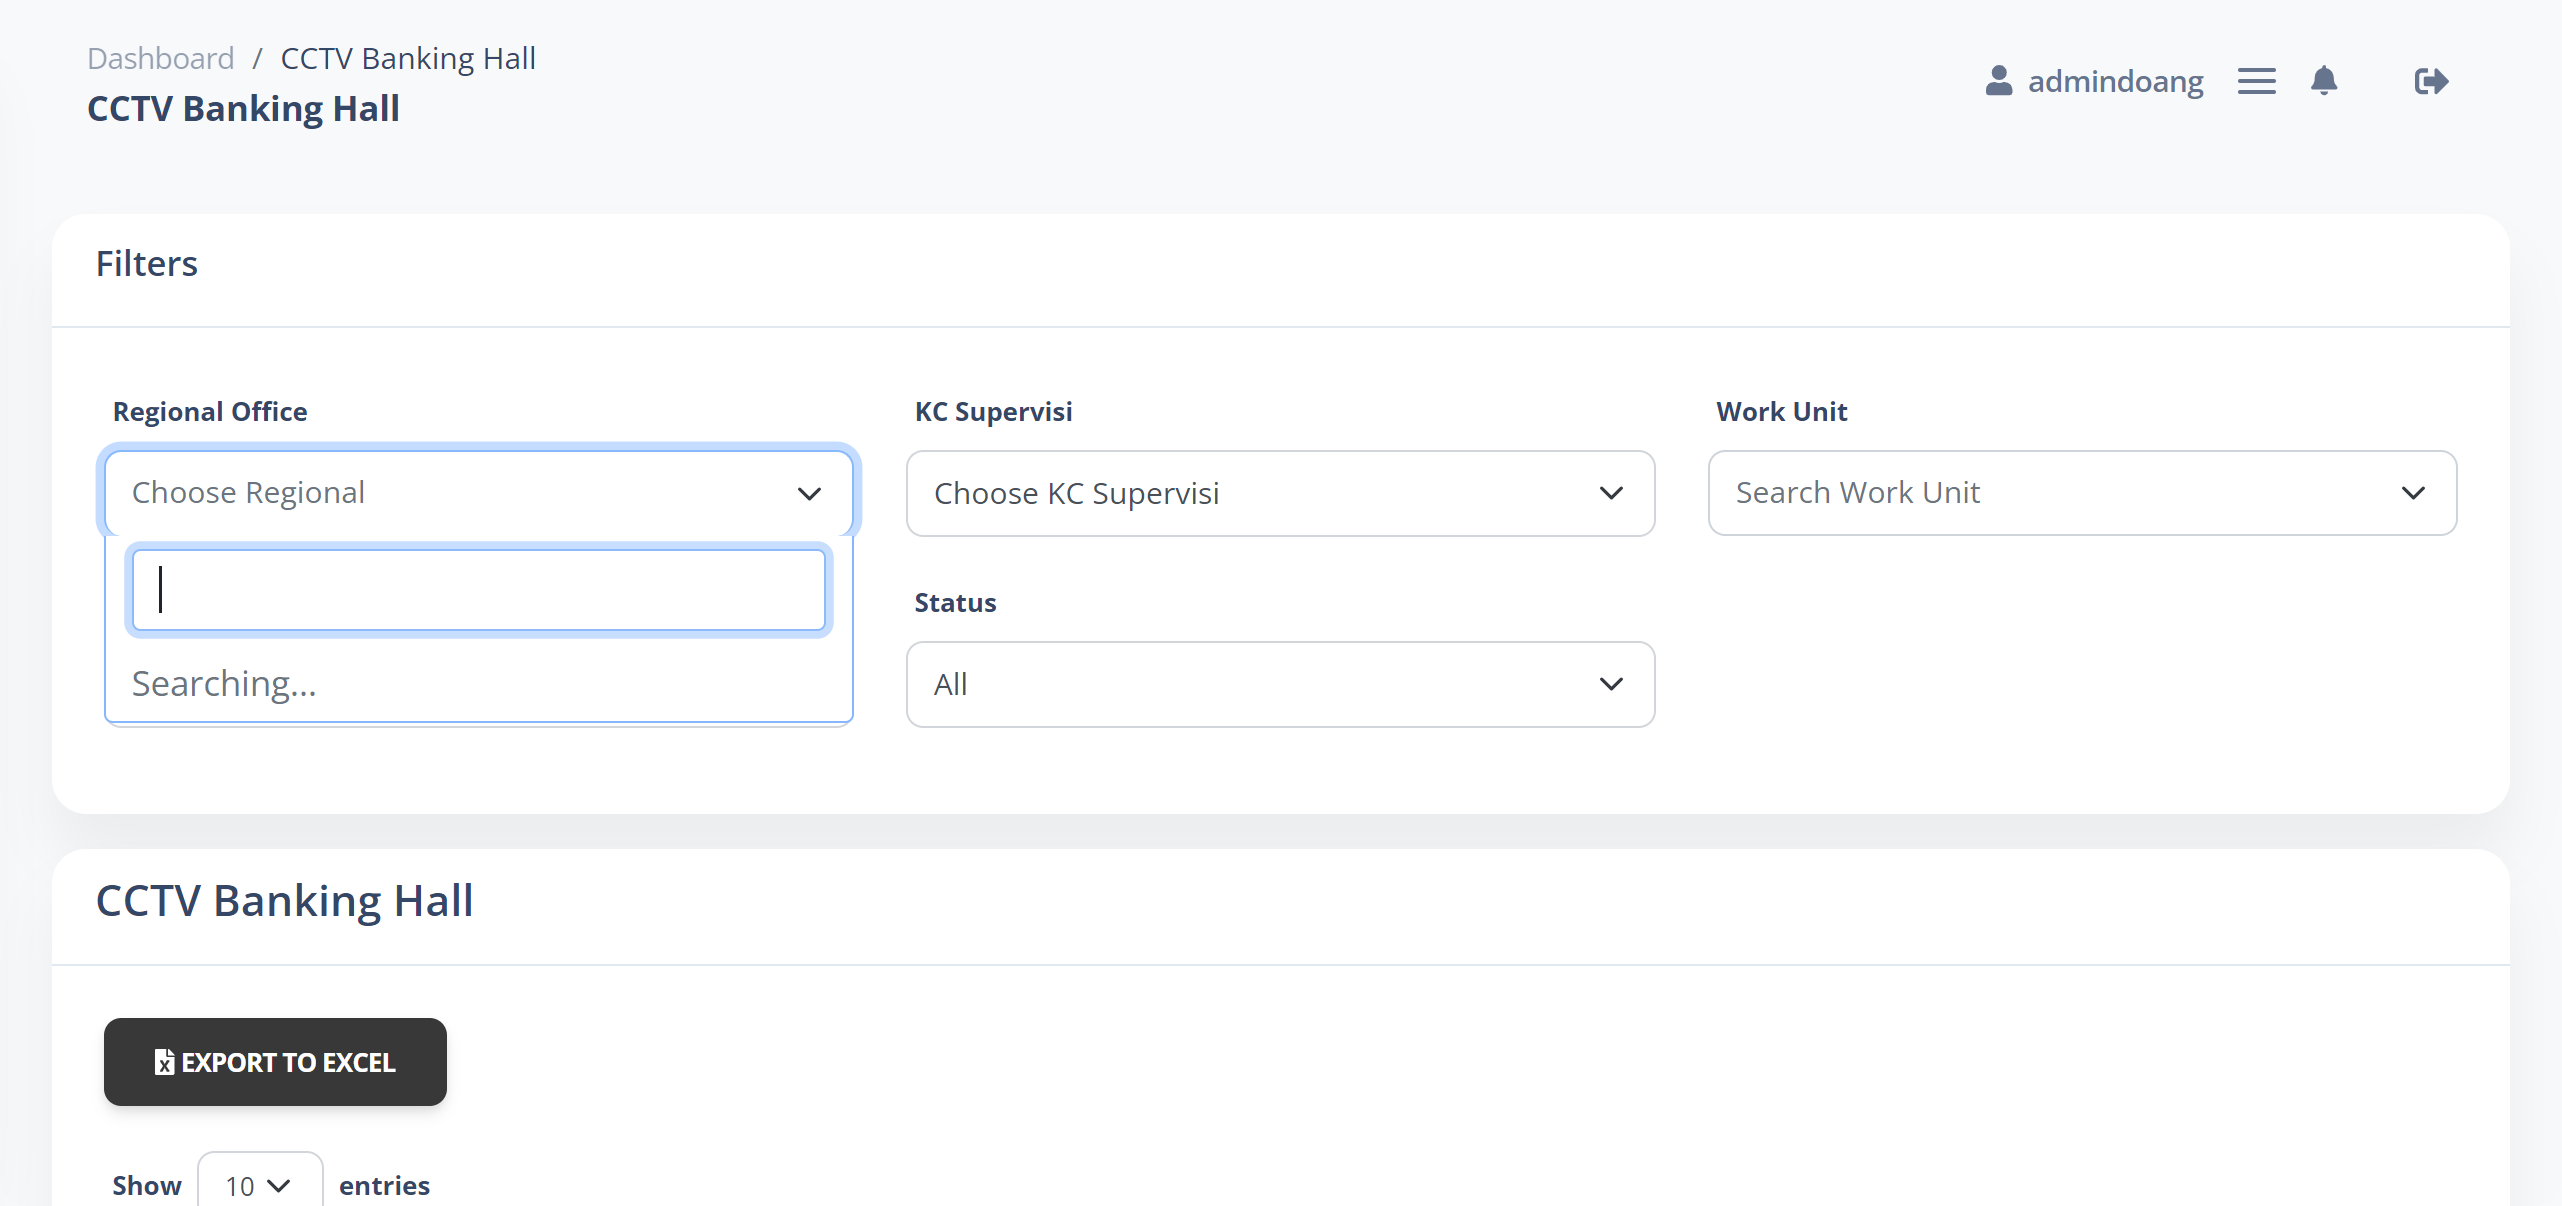 Dashboard / CCTV Banking Hall
CCTV Banking Hall
admindoang
Filters
Regional Office
KC Supervisi
Work Unit
Choose Regional
Choose KC Supervisi
Search Work Unit
Status
Searching...
All
CCTV Banking Hall
EXPORT TO EXCEL
Show 10 entries